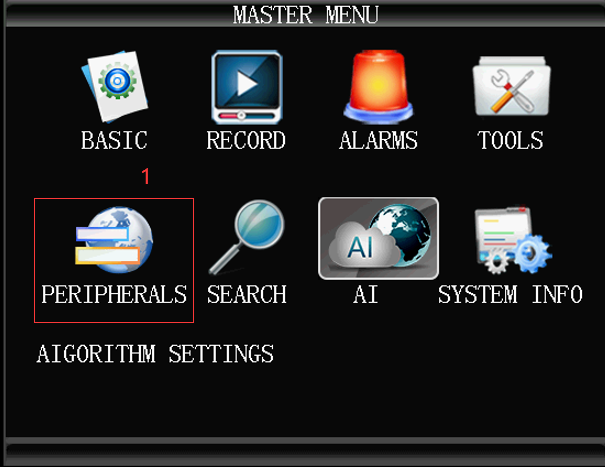 MASTER MENU
BASIC RECORD ALARMS TOOLS
1
AI
PERIPHERALS SEARCH AI SYSTEM INFO
AIGORITHM SETTINGS